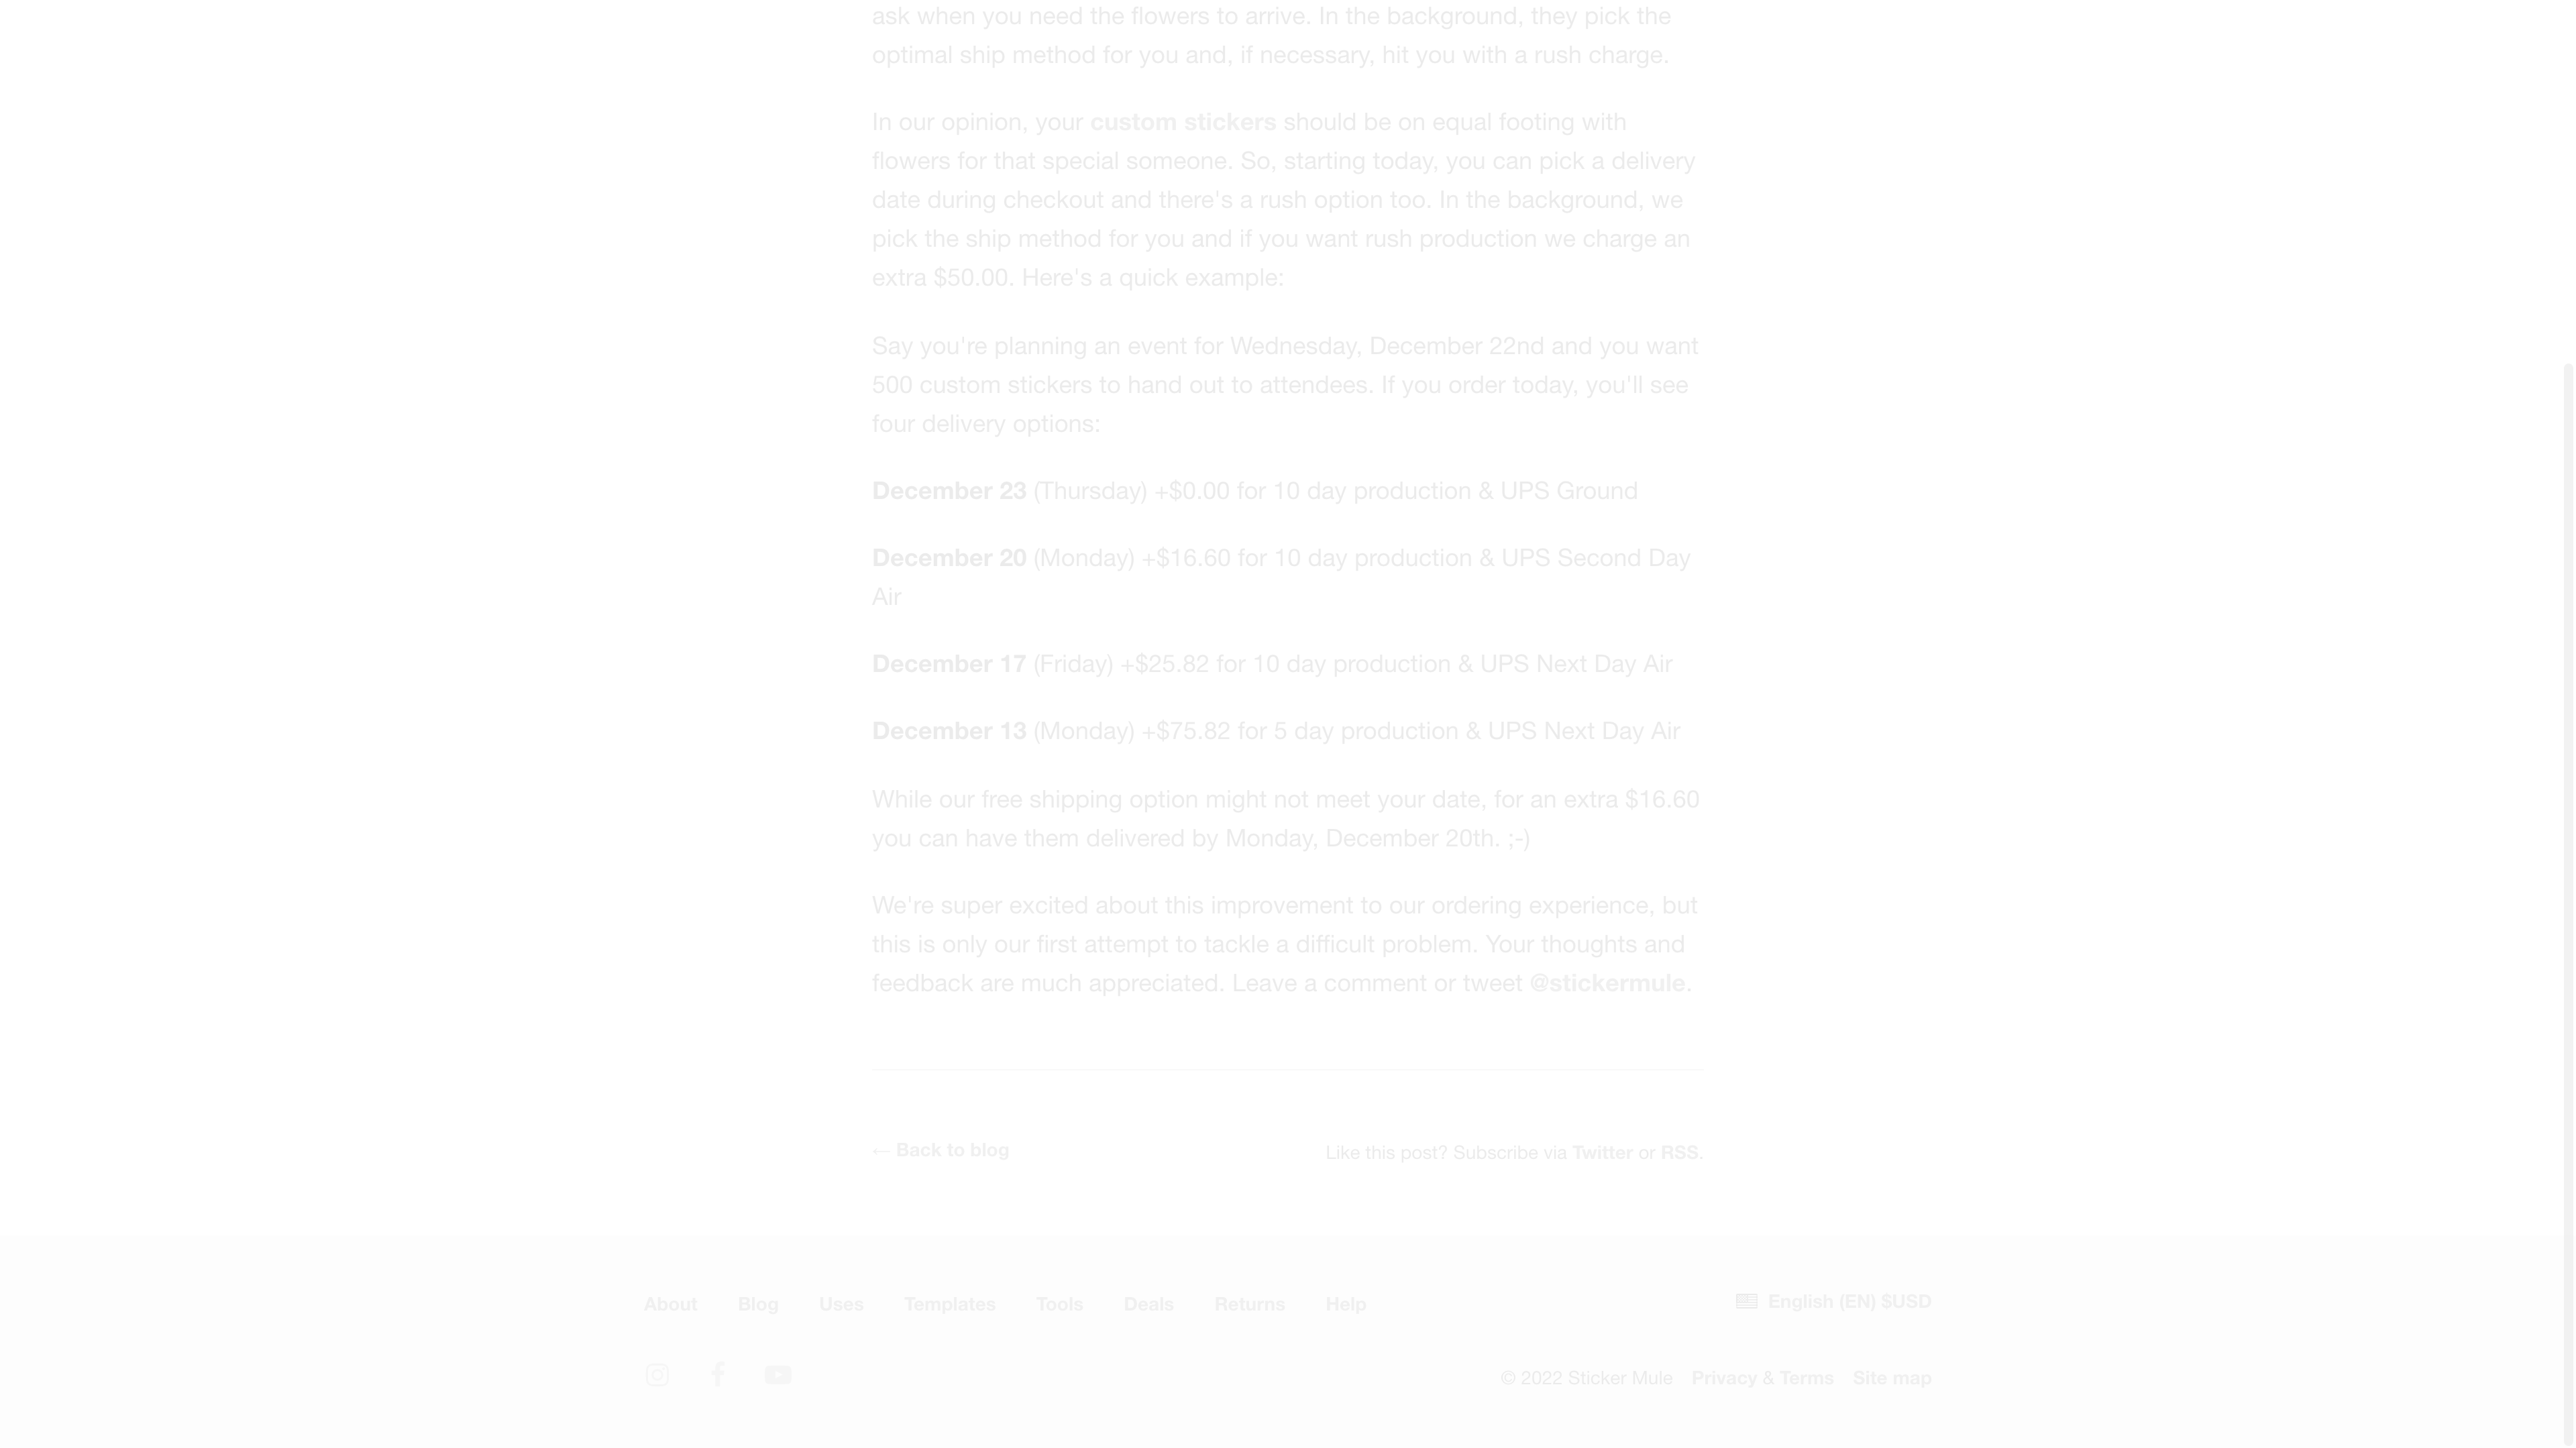 ask when you need the flowers to arrive. In the background, they pick the
optimal ship method for you and, if necessary, hit you with a rush charge.
In our opinion, your custom stickers should be on equal footing with
flowers for that special someone. So, starting today, you can pick a delivery
date during checkout and there's a rush option too. In the background, we
pick the ship method for you and if you want rush production we charge an
extra $50.00. Here's a quick example:
Say you're planning an event for Wednesday, December 22nd and you want
500 custom stickers to hand out to attendees. If you order today, you'll see
four delivery options:
December 23 (Thursday) +$0.00 for 10 day production & UPS Ground
December 20 (Monday) +$16.60 for 10 day production & UPS Second Day
Air
December 17 (Friday) +$25.82 for 10 day production & UPS Next Day Air
December 13 (Monday) +$75.82 for 5 day production & UPS Next Day Air
While our free shipping option might not meet your date, for an extra $16.60
you can have them delivered by Monday, December 20th. ;-)
We're super excited about this improvement to our ordering experience, but
this is only our first attempt to tackle a difficult problem. Your thoughts and
feedback are much appreciated. Leave a comment or tweet @stickermule.
← Back to blog
Like this post? Subscribe via Twitter or RSS.
About Blog Uses Templates Tools Deals Returns Help
English (EN) $USD
© 2022 Sticker Mule Privacy & Terms Site map